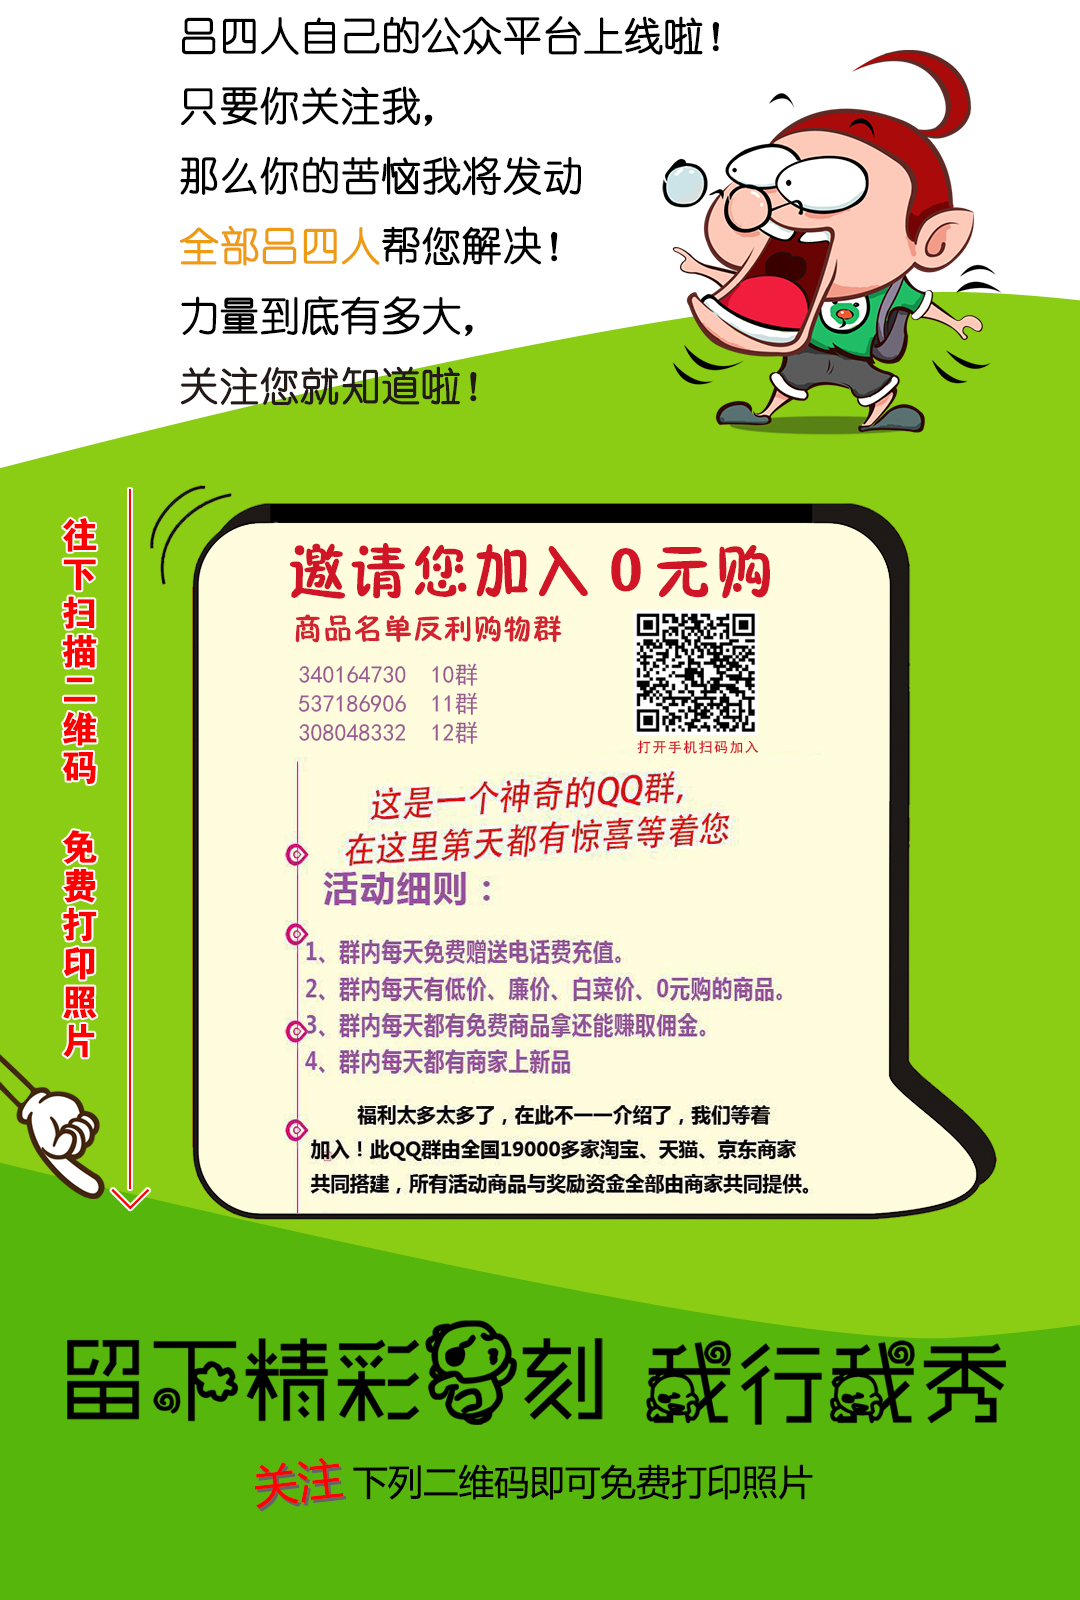 吕四人自己的公众平台上线啦！
只要你关注我，
那么你的苦恼我将发动
全部吕四人帮您解决！
力量到底有多大，
关注您就知道啦！
往下扫描二维码 免费打印照片
邀请您加入0元购
商品名单反利购物群
340164730 10群
537186906 11群
308048332 12群
打开手机扫码加入
这是一个神奇的QQ群，
在这里第天都有惊喜等着您
活动细则：
1、群内每天免费赠送电话费充值。
2、群内每天有低价、廉价、白菜价、0元购的商品。
3、群内每天都有免费商品拿还能赚取佣金。
4、群内每天都有商家上新品
福利太多太多了，在此不一一介绍了，我们等着
加入！此QQ群由全国19000多家淘宝、天猫、京东商家
共同搭建，所有活动商品与奖励资金全部由商家共同提供。
留下精彩时刻 我行我秀
关注 下列二维码即可免费打印照片